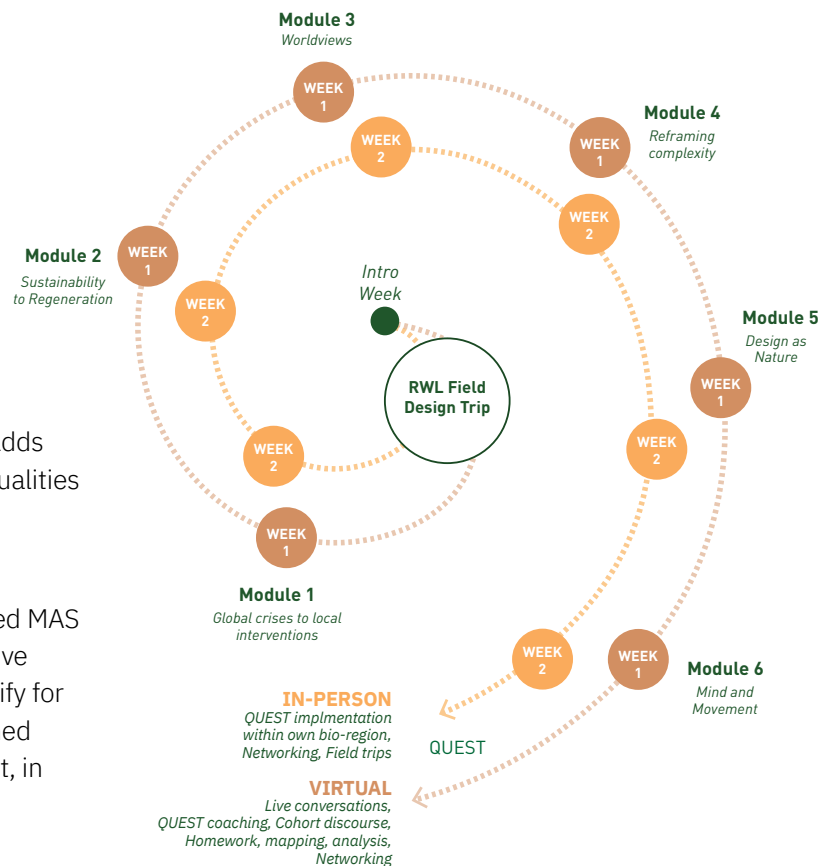 Module 3
Worldviews
WEEK
1
WEEK
2
Module 4
Reframing
complexity
WEEK
1
WEEK
2
Module 2
Sustainability
to Regeneration
WEEK
1
WEEK
2
Intro
Week
RWL Field
Design Trip
Module 5
Design as
Nature
WEEK
1
WEEK
2
adds
ualities
WEEK
2
WEEK
1
Module 1
Global crises to local
interventions
ed MAS
ve
ify for
ed
t, in
WEEK
2
WEEK
1
Module 6
Mind and
Movement
IN-PERSON
QUEST implmentation
within own bio-region,
Networking, Field trips
QUEST
VIRTUAL
Live conversations,
QUEST coaching, Cohort discourse,
Homework, mapping, analysis,
Networking